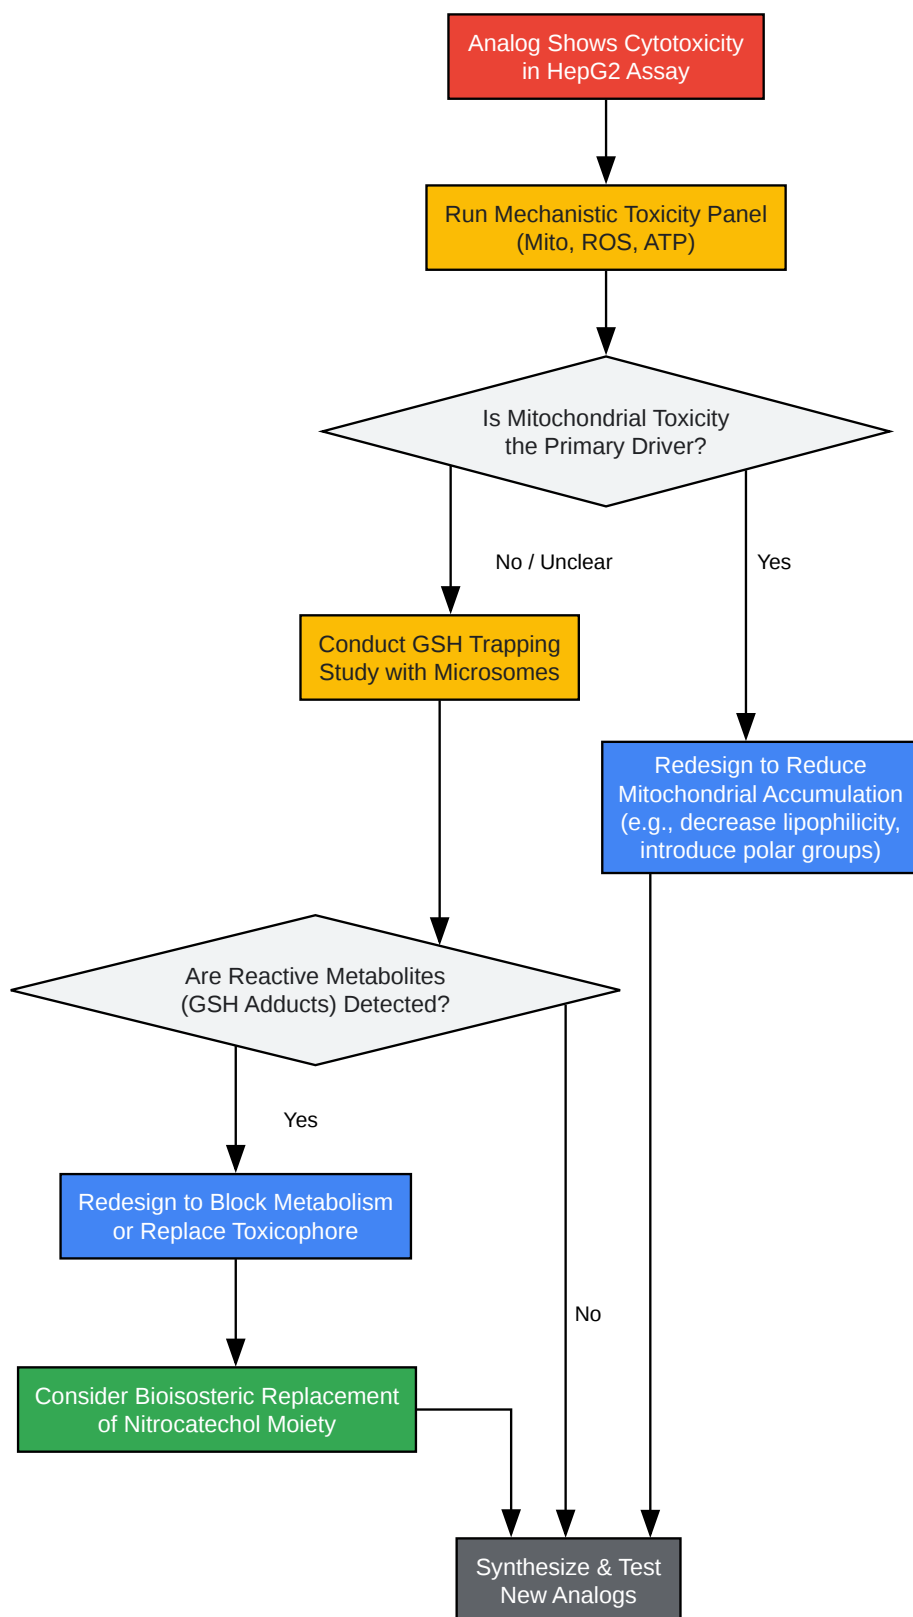 Analog Shows Cytotoxicity
in HepG2 Assay
Run Mechanistic Toxicity Panel
(Mito, ROS, ATP)
Is Mitochondrial Toxicity
the Primary Driver?
No / Unclear
Yes
Conduct GSH Trapping
Study with Microsomes
Redesign to Reduce
Mitochondrial Accumulation
(e.g., decrease lipophilicity,
introduce polar groups)
Are Reactive Metabolites
(GSH Adducts) Detected?
Yes
Redesign to Block Metabolism
or Replace Toxicophore
No
Consider Bioisosteric Replacement
of Nitrocatechol Moiety
Synthesize & Test
New Analogs